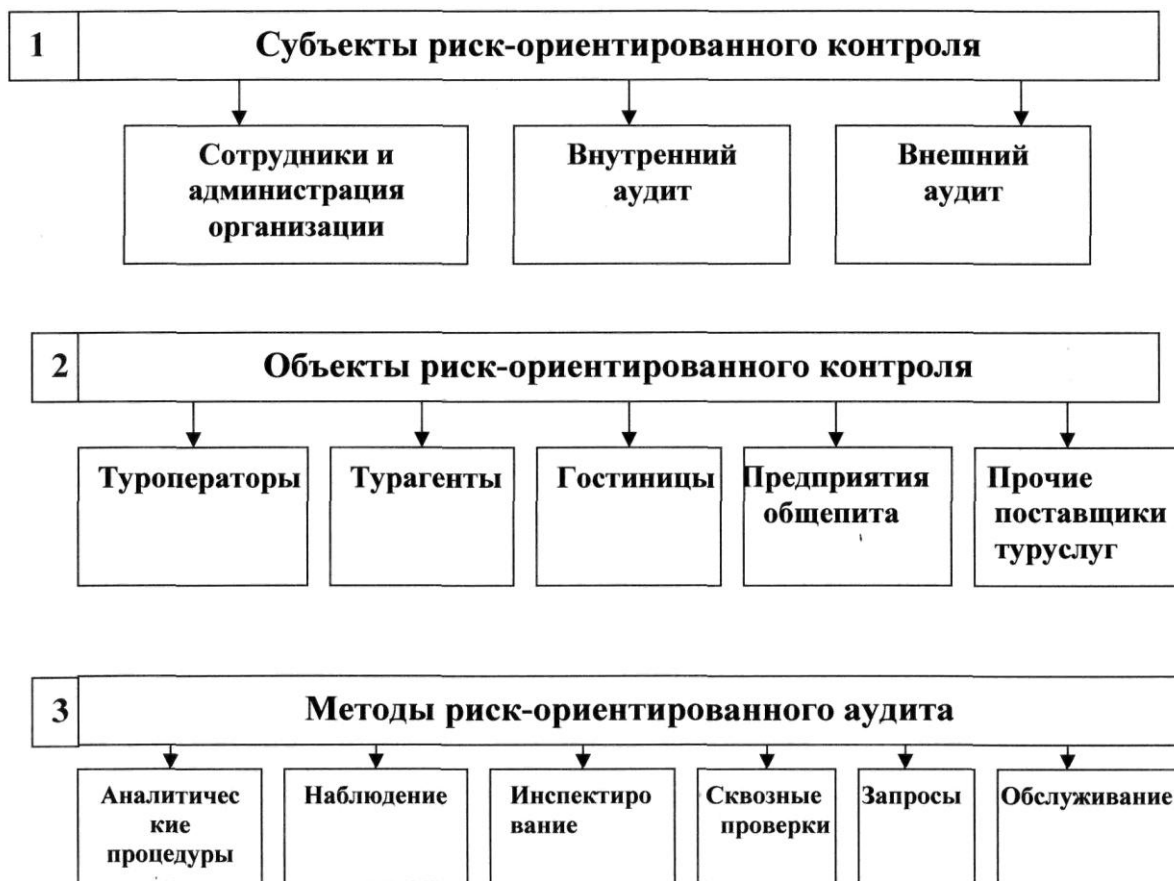 1 Субъекты риск-ориентированного контроля
Сотрудники и
администрация
организации
Внутренний
аудит
Внешний
аудит
2 Объекты риск-ориентированного контроля
Туроператоры
Турагенты
Гостиницы
Предприятия
общепита
Прочие
поставщики
туруслуг
3 Методы риск-ориентированного аудита
Аналитичес
кие
процедуры
Наблюдение
Инспектиро
вание
Сквозные
проверки
Запросы
Обслуживание